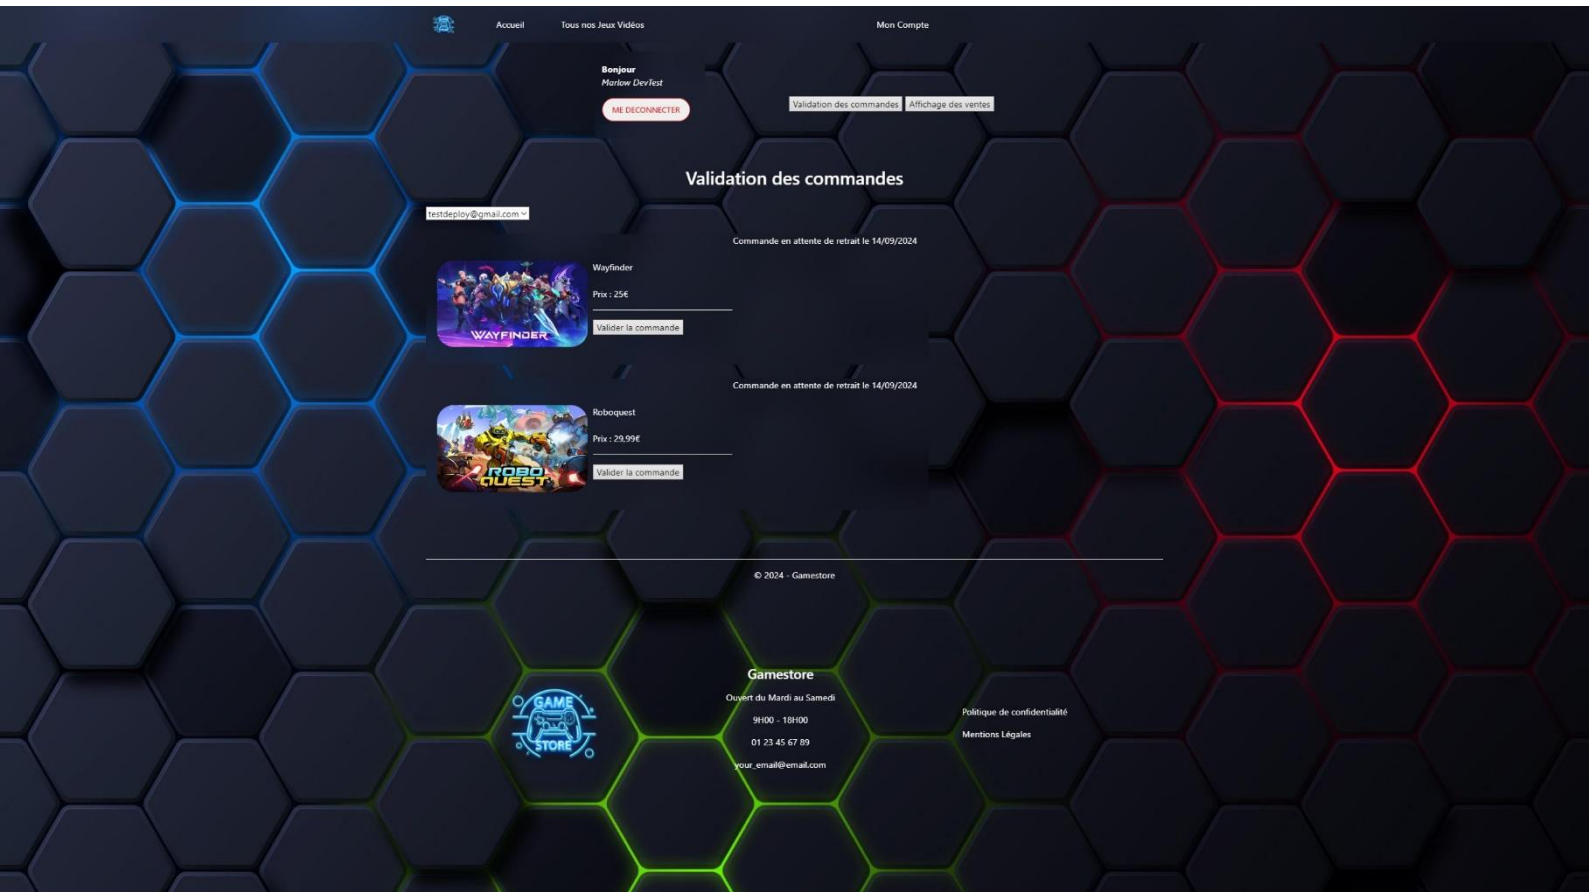 Accueil
Tous nos Jeux Vidéos
Mon Compte
Bonjour
Marlow DevTest
ME DECONNECTER
Validation des commandes
Affichage des ventes
Validation des commandes
testdeploy@gmail.com
Commande en attente de retrait le 14/09/2024
WAYFINDER
Wayfinder
Prix : 25€
Valider la commande
Commande en attente de retrait le 14/09/2024
ROBO
QUEST
Roboquest
Prix : 29,99€
Valider la commande
© 2024 - Gamestore
GAME
STORE
Gamestore
Ouvert du Mardi au Samedi
9H00 - 18H00
01 23 45 67 89
your_email@email.com
Politique de confidentialité
Mentions Légales